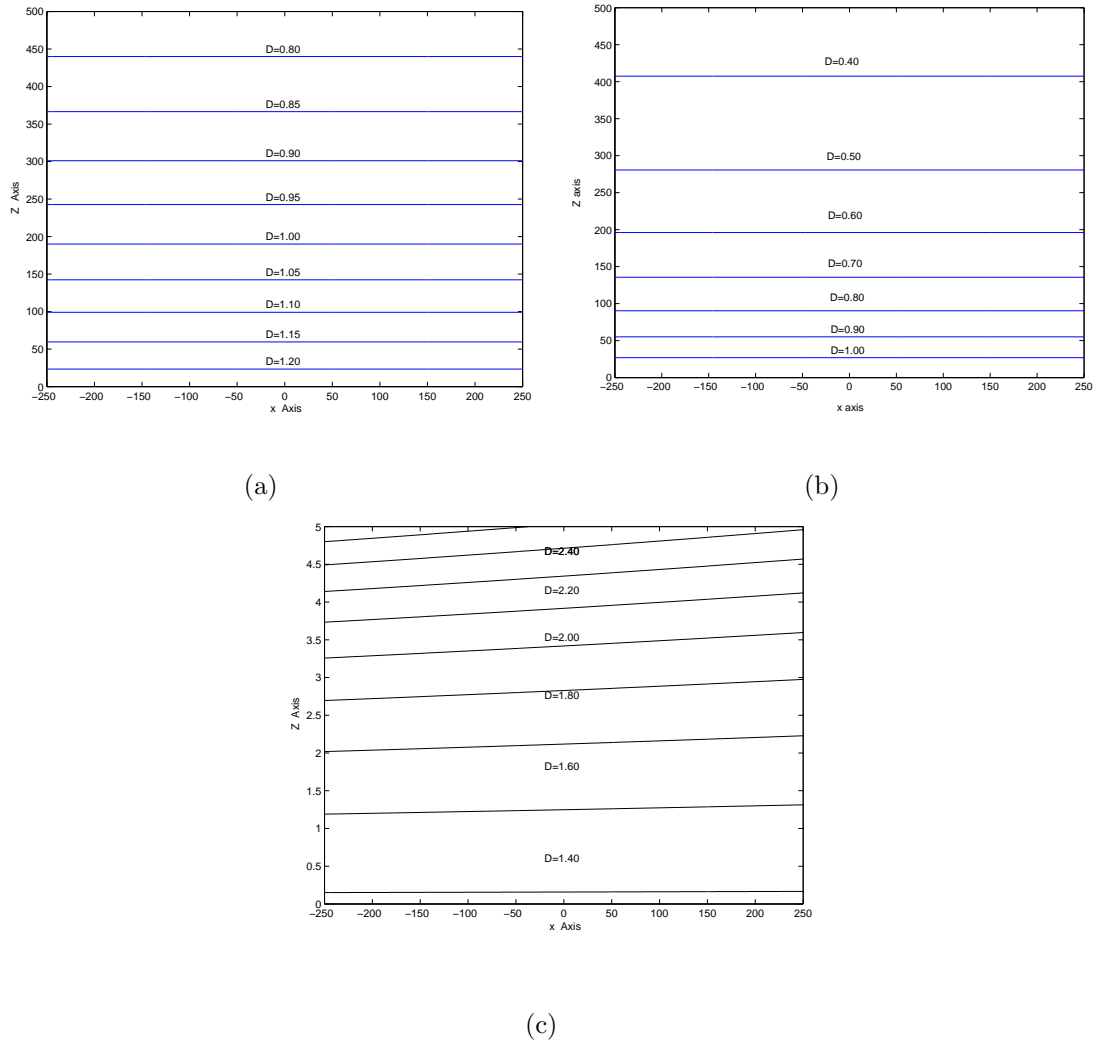 500
450
400
350
300
250
200
150
100
50
0
Z Axis
D=0.80
D=0.85
D=0.90
D=0.95
D=1.00
D=1.05
D=1.10
D=1.15
D=1.20
−250 −200 −150 −100 −50 0 50 100 150 200 250
x Axis
(a)
500
450
400
350
300
250
200
150
100
50
0
Z axis
D=0.40
D=0.50
D=0.60
D=0.70
D=0.80
D=0.90
D=1.00
−250 −200 −150 −100 −50 0 50 100 150 200 250
x axis
(b)
5
4.5
4
3.5
3
2.5
2
1.5
1
0.5
0
Z Axis
D=2.40
D=2.20
D=2.00
D=1.80
D=1.60
D=1.40
−250 −200 −150 −100 −50 0 50 100 150 200 250
x Axis
(c)